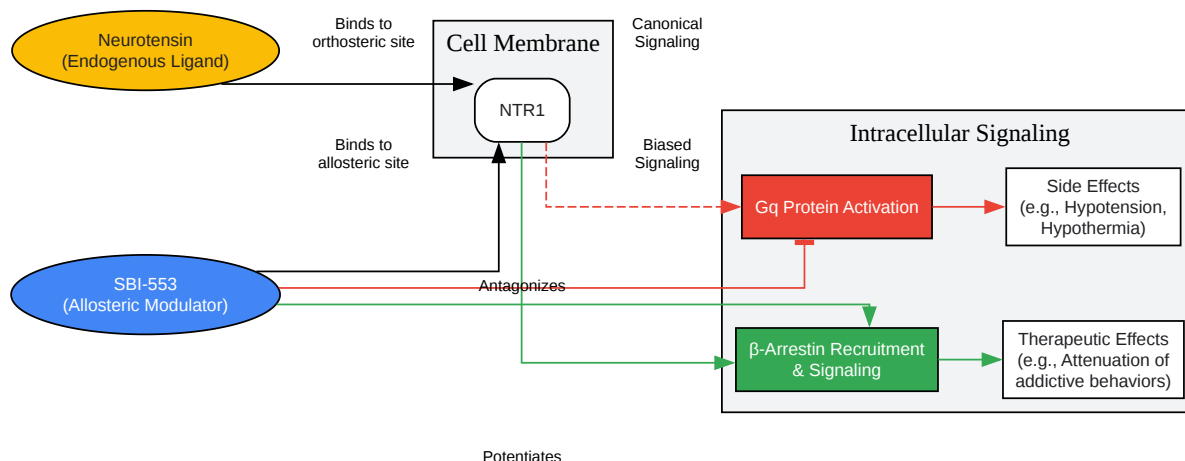 Neurotensin
(Endogenous Ligand)
Binds to
orthosteric site
Cell Membrane
Canonical
Signaling
NTR1
Binds to
allosteric site
Biased
Signaling
Intracellular Signaling
Gq Protein Activation
Side Effects
(e.g., Hypotension,
Hypothermia)
SBI-553
(Allosteric Modulator)
Antagonizes
β-Arrestin Recruitment
& Signaling
Therapeutic Effects
(e.g., Attenuation of
addictive behaviors)
Potentiates